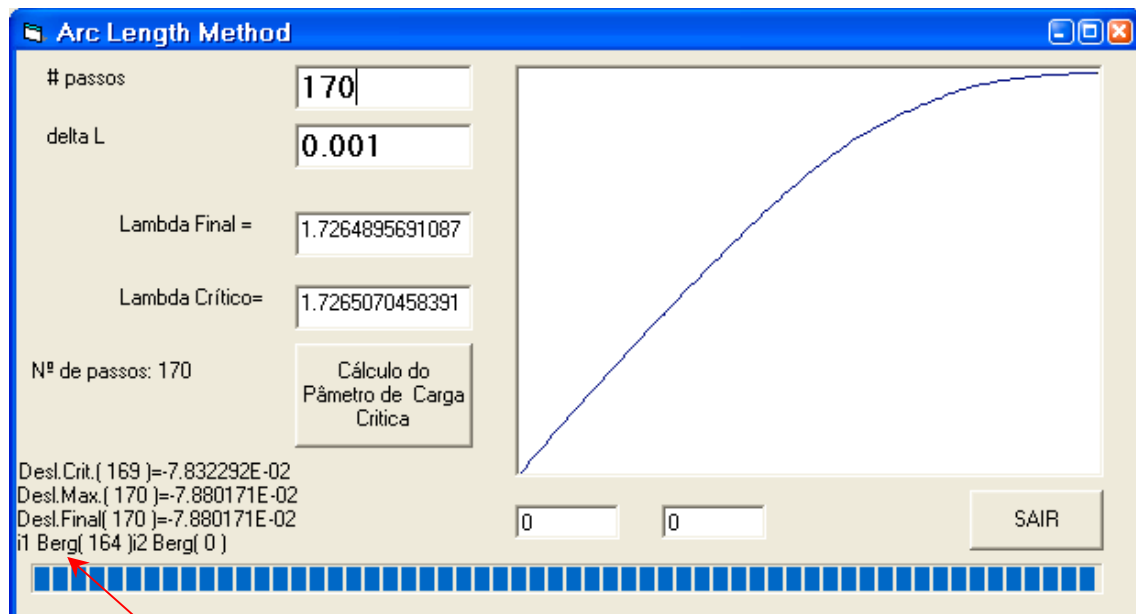 Arc Length Method
# passos
170
delta L
0.001
Lambda Final =
1.7264895691087
Lambda Crítico=
1.7265070458391
Nº de passos: 170
Cálculo do
Pâmetro de Carga
Critica
Desl.Crit.( 169 )=-7.832292E-02
Desl.Max.( 170 )=-7.880171E-02
Desl.Final( 170 )=-7.880171E-02
i1 Berg( 164 )i2 Berg( 0 )
0
0
SAIR